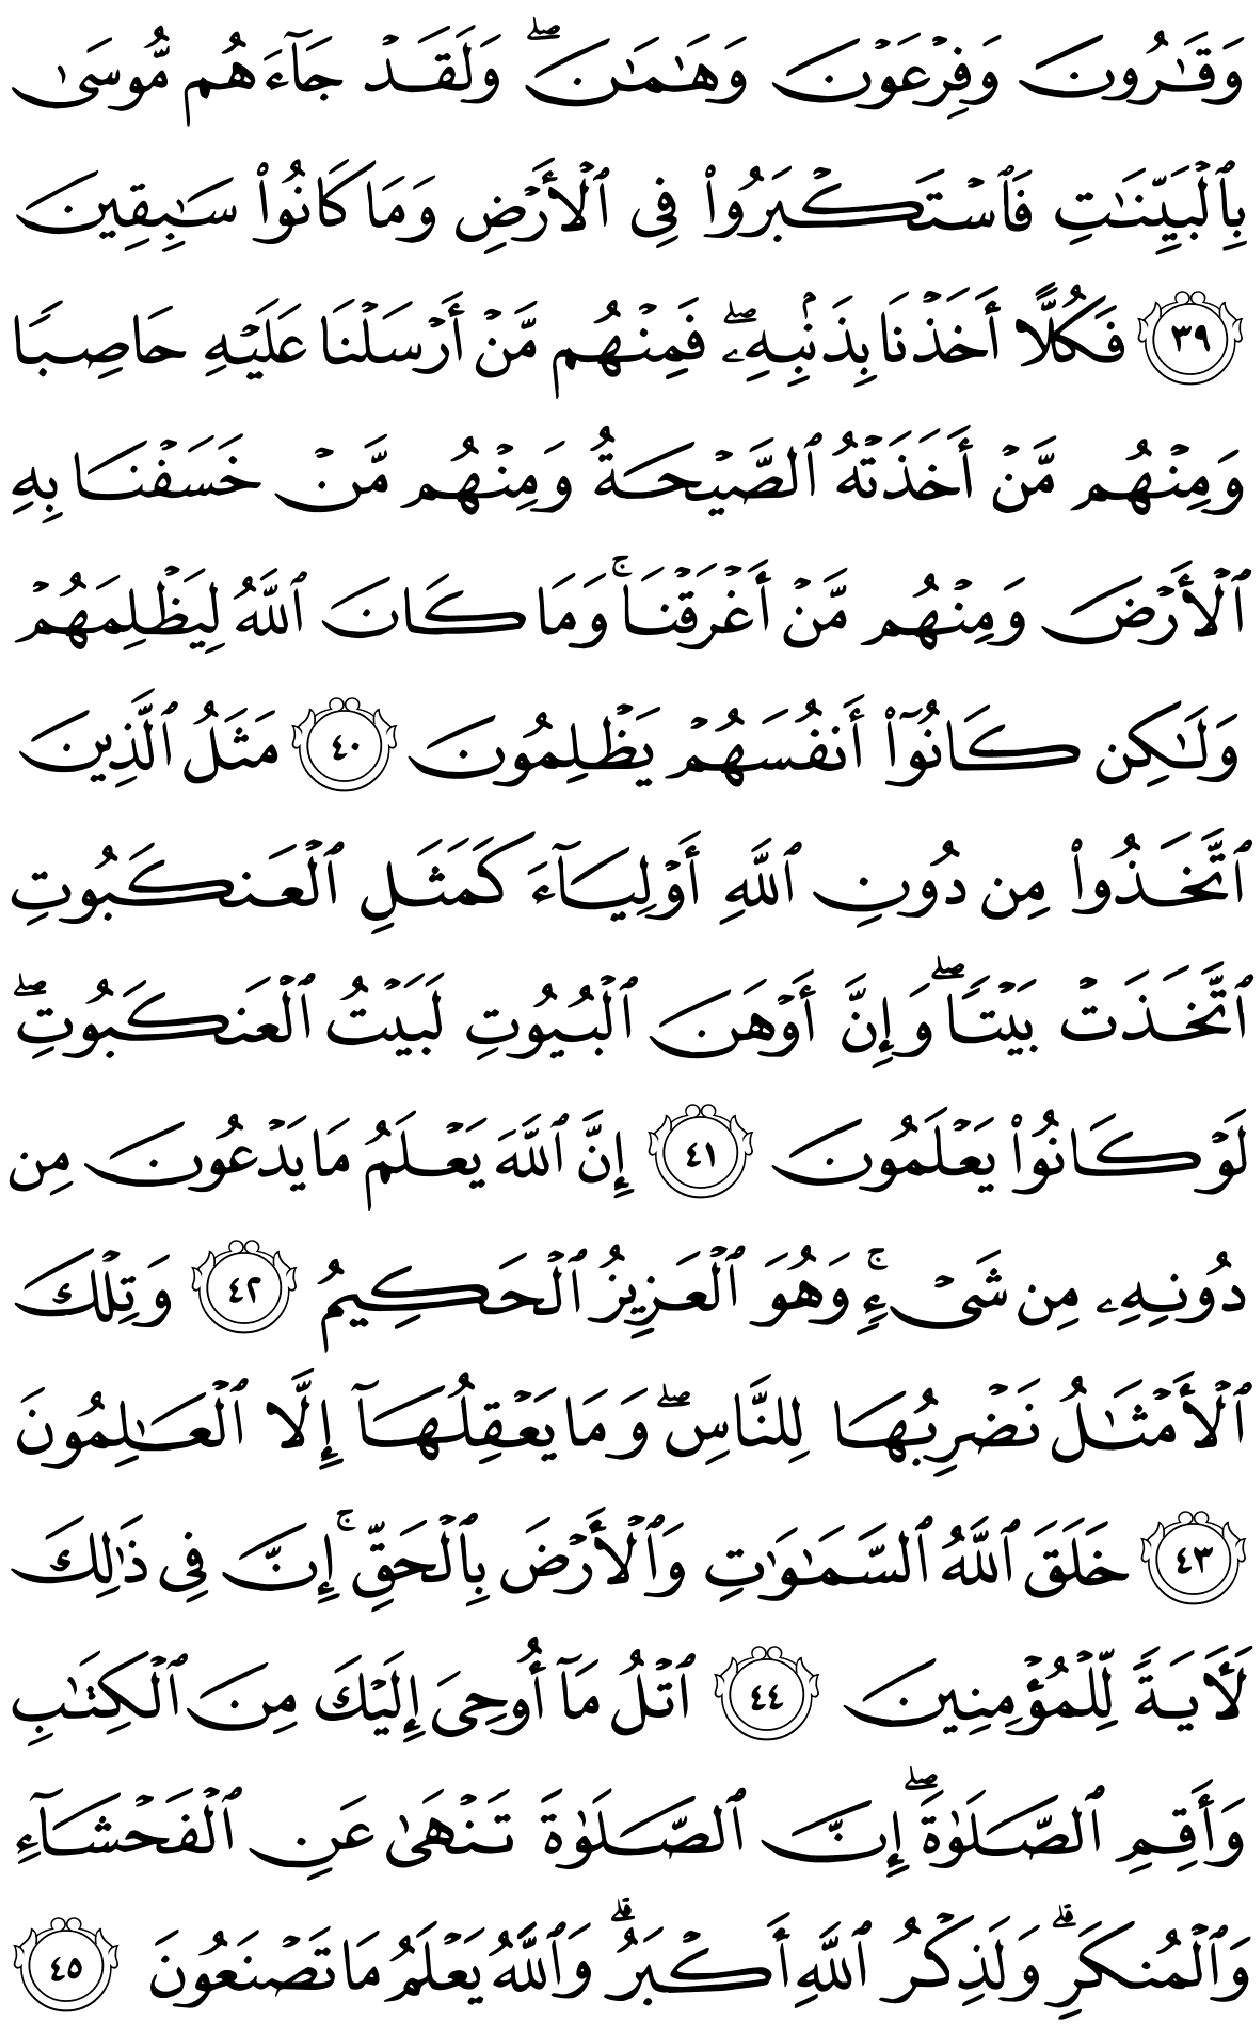 وَقَـٰرُونَ وَفِرْعَوْنَ وَهَـٰمَـٰنَ ۖ وَلَقَدْ جَآءَهُم مُّوسَىٰ
بِٱلْبَيِّنَـٰتِ فَٱسْتَكْبَرُوا۟ فِى ٱلْأَرْضِ وَمَا كَانُوا۟ سَـٰبِقِينَ
٣٩ فَكُلًّا أَخَذْنَا بِذَنۢبِهِۦ ۖ فَمِنْهُم مَّنْ أَرْسَلْنَا عَلَيْهِ حَاصِبًا
وَمِنْهُم مَّنْ أَخَذَتْهُ ٱلصَّيْحَةُ وَمِنْهُم مَّنْ خَسَفْنَا بِهِ
ٱلْأَرْضَ وَمِنْهُم مَّنْ أَغْرَقْنَا ۚ وَمَا كَانَ ٱللَّهُ لِيَظْلِمَهُمْ
وَلَـٰكِن كَانُوٓا۟ أَنفُسَهُمْ يَظْلِمُونَ ٤٠ مَثَلُ ٱلَّذِينَ
ٱتَّخَذُوا۟ مِن دُونِ ٱللَّهِ أَوْلِيَآءَ كَمَثَلِ ٱلْعَنكَبُوتِ
ٱتَّخَذَتْ بَيْتًا ۖ وَإِنَّ أَوْهَنَ ٱلْبُيُوتِ لَبَيْتُ ٱلْعَنكَبُوتِ ۖ
لَوْ كَانُوا۟ يَعْلَمُونَ ٤١ إِنَّ ٱللَّهَ يَعْلَمُ مَا يَدْعُونَ مِن
دُونِهِۦ مِن شَىْءٍ ۚ وَهُوَ ٱلْعَزِيزُ ٱلْحَكِيمُ ٤٢ وَتِلْكَ
ٱلْأَمْثَـٰلُ نَضْرِبُهَا لِلنَّاسِ ۖ وَمَا يَعْقِلُهَآ إِلَّا ٱلْعَـٰلِمُونَ
٤٣ خَلَقَ ٱللَّهُ ٱلسَّمَـٰوَٰتِ وَٱلْأَرْضَ بِٱلْحَقِّ ۚ إِنَّ فِى ذَٰلِكَ
لَـَٔايَةً لِّلْمُؤْمِنِينَ ٤٤ ٱتْلُ مَآ أُوحِىَ إِلَيْكَ مِنَ ٱلْكِتَـٰبِ
وَأَقِمِ ٱلصَّلَوٰةَ ۖ إِنَّ ٱلصَّلَوٰةَ تَنْهَىٰ عَنِ ٱلْفَحْشَآءِ
وَٱلْمُنكَرِ ۗ وَلَذِكْرُ ٱللَّهِ أَكْبَرُ ۗ وَٱللَّهُ يَعْلَمُ مَا تَصْنَعُونَ ٤٥